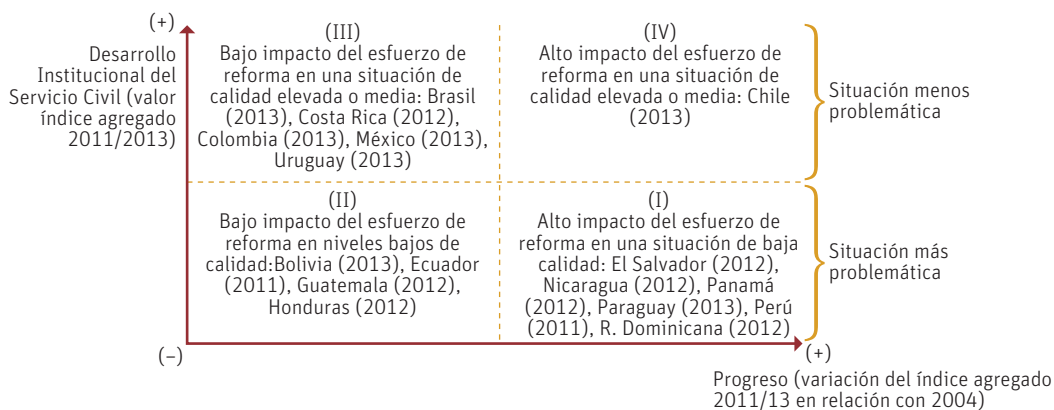 (+)
Desarrollo
Institucional del
Servicio Civil (valor
índice agregado
2011/2013)
(III)
Bajo impacto del esfuerzo de
reforma en una situación de
calidad elevada o media: Brasil
(2013), Costa Rica (2012),
Colombia (2013), México (2013),
Uruguay (2013)
(IV)
Alto impacto del esfuerzo de
reforma en una situación de
calidad elevada o media: Chile
(2013)
Situación menos
problemática
(II)
Bajo impacto del esfuerzo de
reforma en niveles bajos de
calidad:Bolivia (2013), Ecuador
(2011), Guatemala (2012),
Honduras (2012)
(I)
Alto impacto del esfuerzo de
reforma en una situación de baja
calidad: El Salvador (2012),
Nicaragua (2012), Panamá
(2012), Paraguay (2013), Perú
(2011), R. Dominicana (2012)
Situación más
problemática
(–)
(+)
Progreso (variación del índice agregado
2011/13 en relación con 2004)